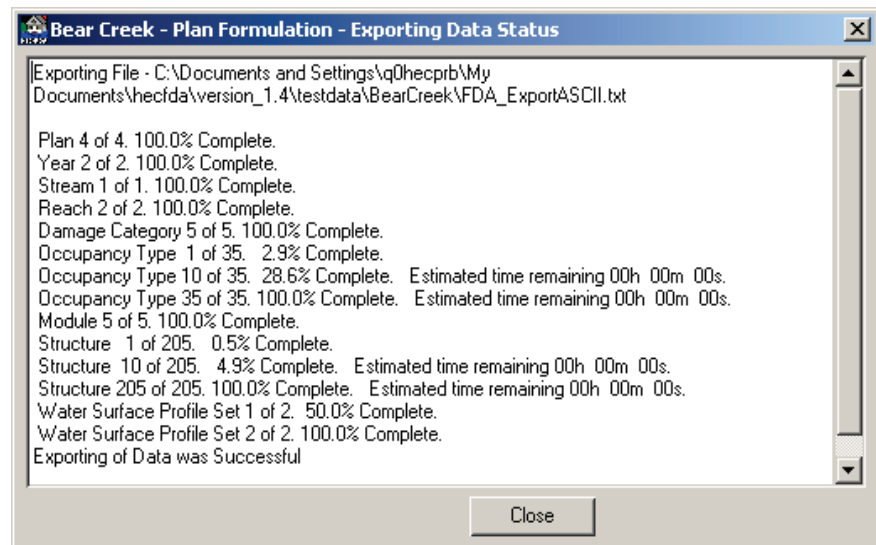 Bear Creek - Plan Formulation - Exporting Data Status
Exporting File - C:\Documents and Settings\q0hecprb\My
Documents\hecfda\version_1.4\testdata\BearCreek\FDA_ExportASCII.txt
Plan 4 of 4. 100.0% Complete.
Year 2 of 2. 100.0% Complete.
Stream 1 of 1. 100.0% Complete.
Reach 2 of 2. 100.0% Complete.
Damage Category 5 of 5. 100.0% Complete.
Occupancy Type  1 of 35.   2.9% Complete.
Occupancy Type 10 of 35.  28.6% Complete.   Estimated time remaining 00h  00m  00s.
Occupancy Type 35 of 35. 100.0% Complete.   Estimated time remaining 00h  00m  00s.
Module 5 of 5. 100.0% Complete.
Structure   1 of 205.   0.5% Complete.
Structure  10 of 205.   4.9% Complete.   Estimated time remaining 00h  00m  00s.
Structure 205 of 205. 100.0% Complete.   Estimated time remaining 00h  00m  00s.
Water Surface Profile Set 1 of 2.  50.0% Complete.
Water Surface Profile Set 2 of 2. 100.0% Complete.
Exporting of Data was Successful
Close